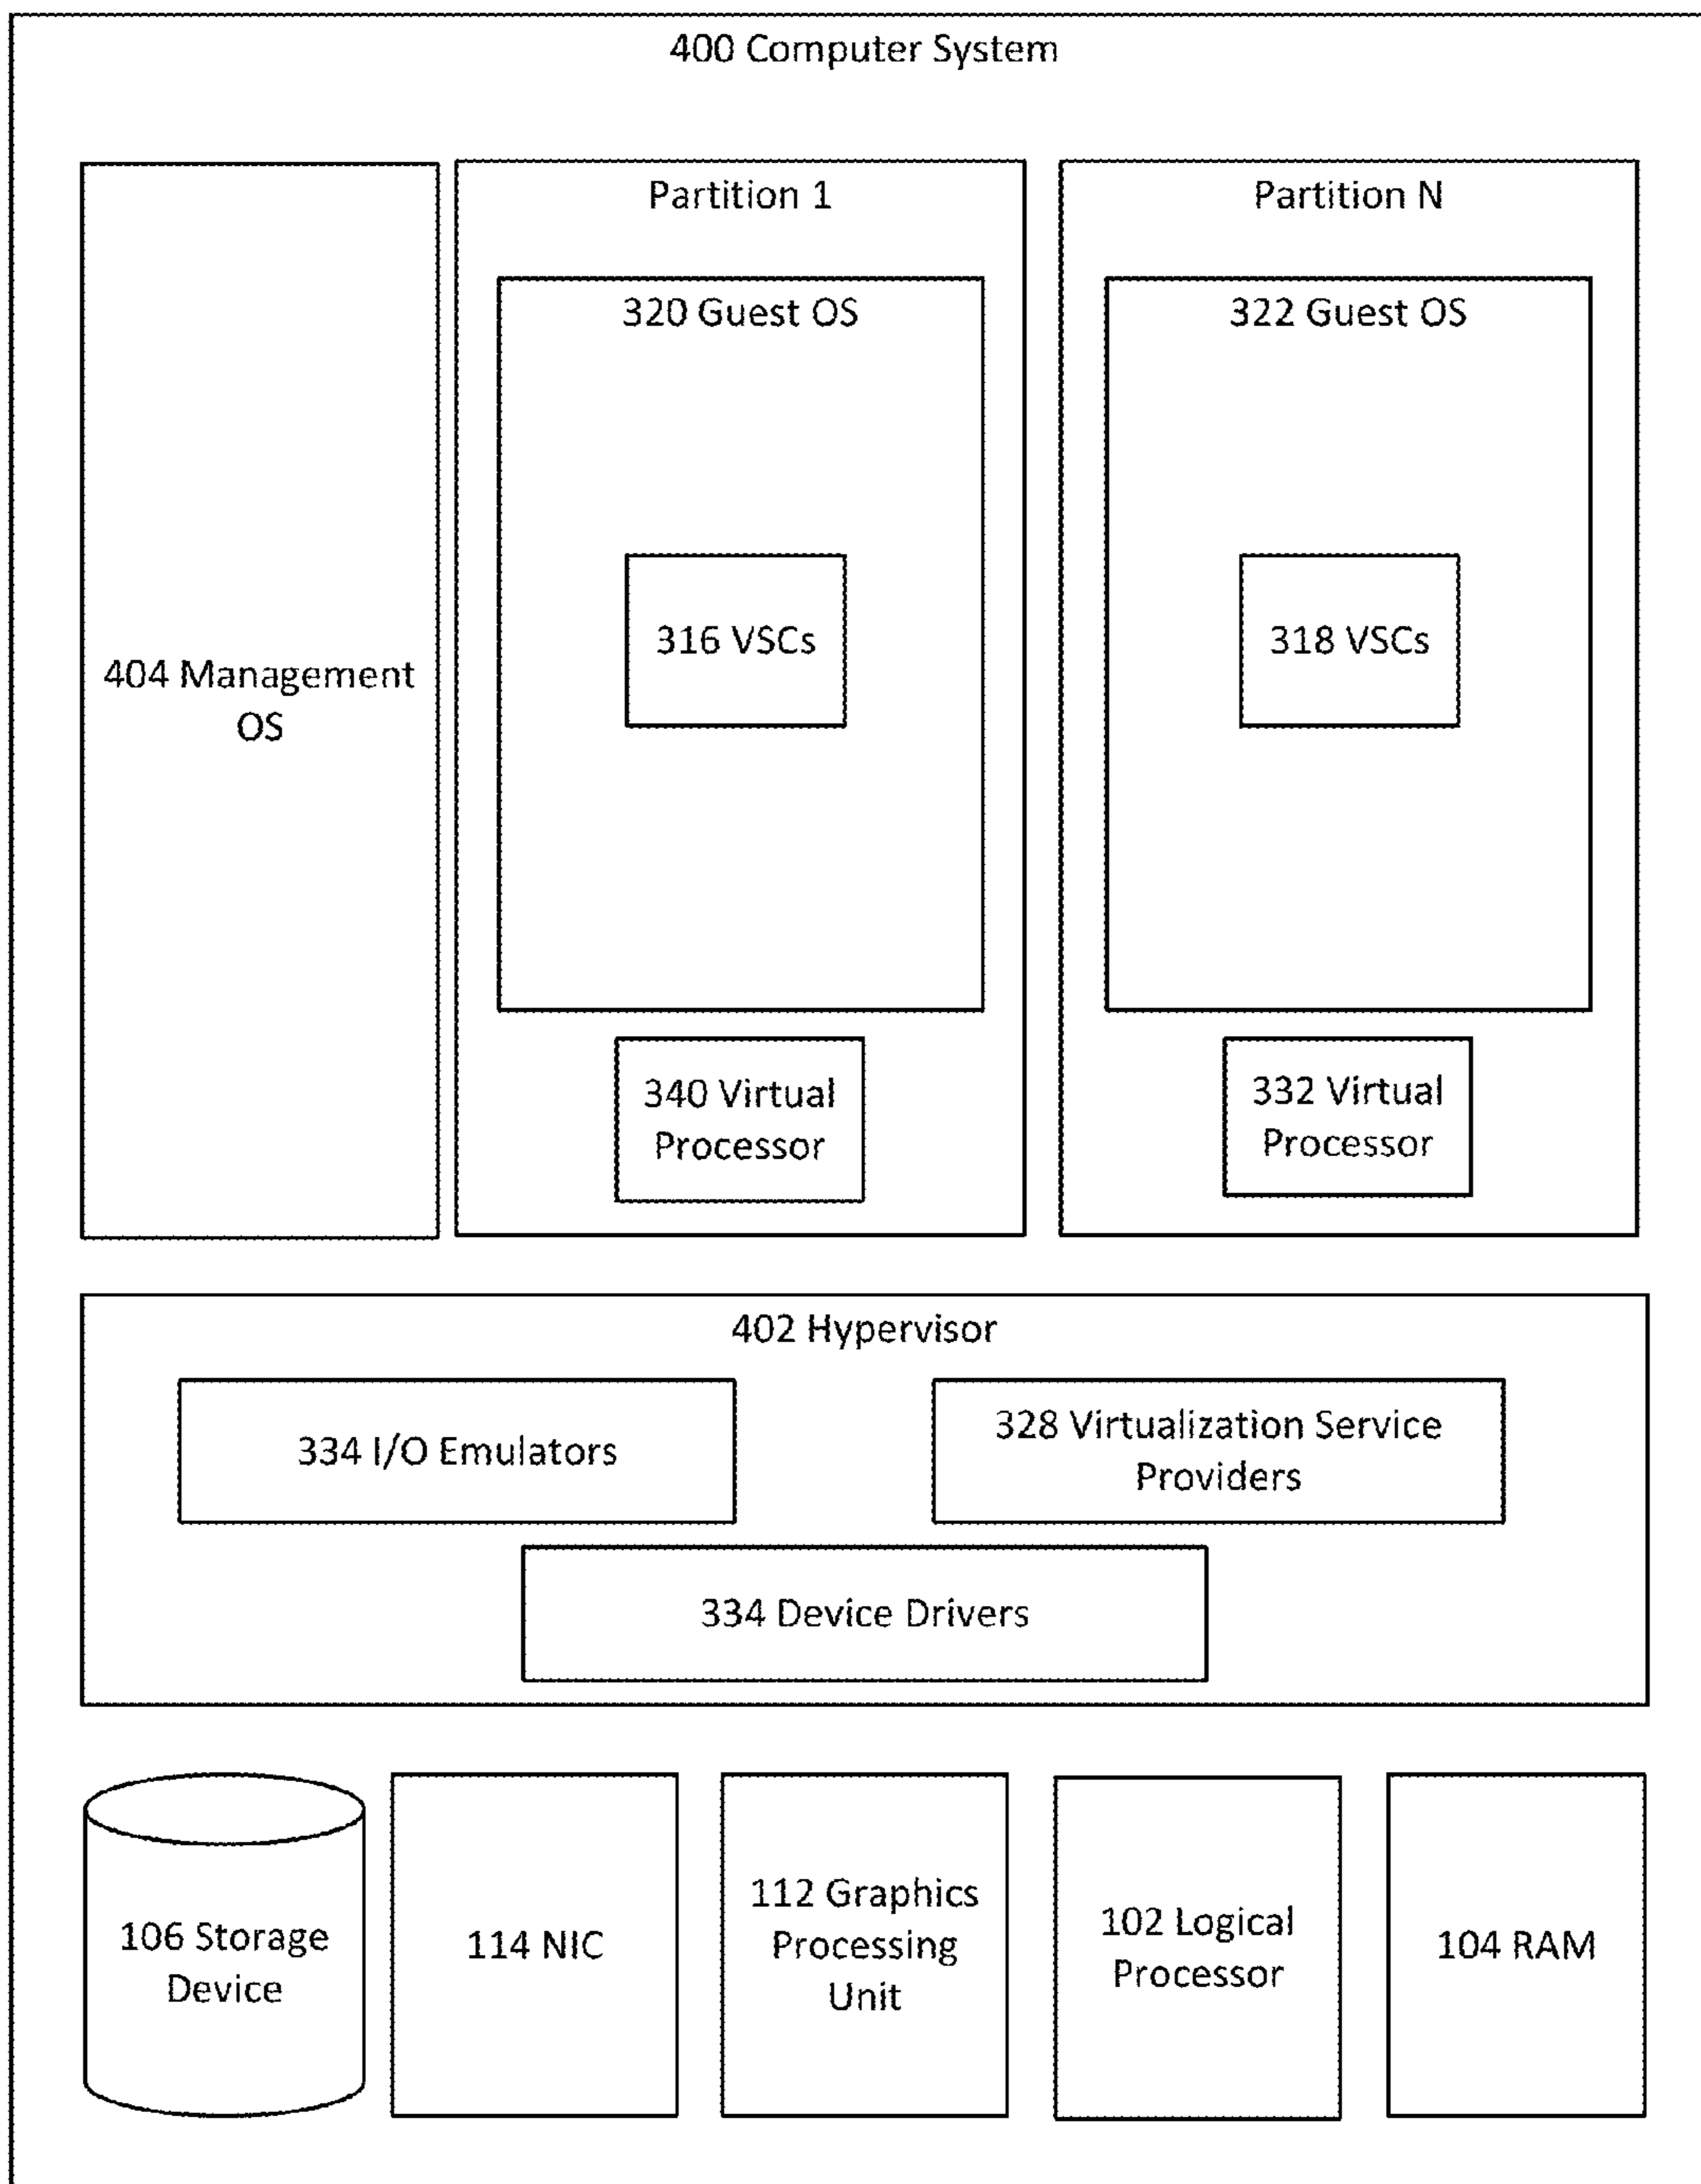 400 Computer System
Partition 1
Partition N
320 Guest OS
322 Guest OS
316 VSCs
318 VSCs
404 Management
OS
340 Virtual
Processor
332 Virtual
Processor
402 Hypervisor
334 I/O Emulators
328 Virtualization Service
Providers
334 Device Drivers
106 Storage
Device
114 NIC
112 Graphics
Processing
Unit
102 Logical
Processor
104 RAM